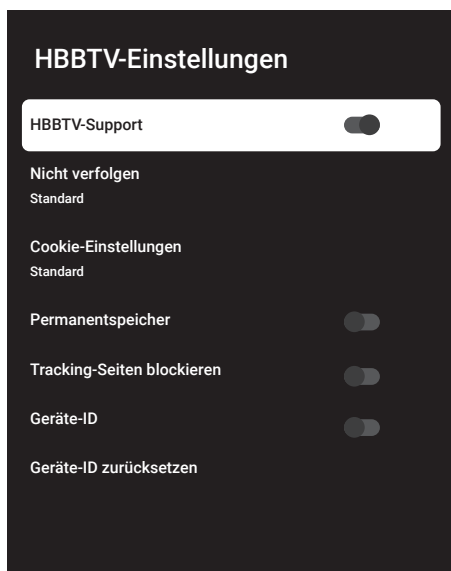 HBBTV-Einstellungen
HBBTV-Support
Nicht verfolgen
Standard
Cookie-Einstellungen
Standard
Permanentspeicher
Tracking-Seiten blockieren
Geräte-ID
Geräte-ID zurücksetzen